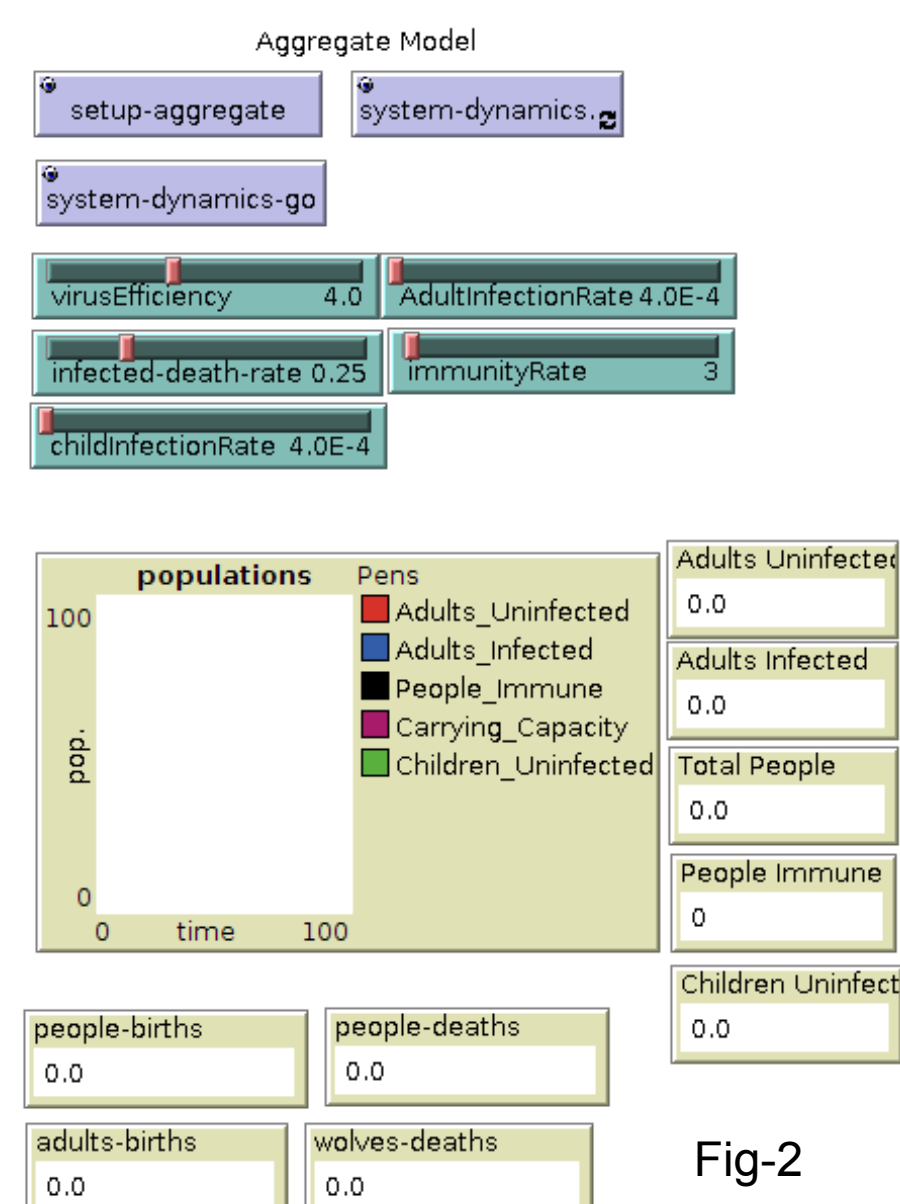 Aggregate Model
setup-aggregate
system-dynamics.
system-dynamics-go
virusEfficiency 4.0
AdultInfectionRate 4.0E-4
infected-death-rate 0.25
immunityRate 3
childInfectionRate 4.0E-4
populations
Pens
100
pop.
0
0 time 100
Adults_Uninfected
Adults_Infected
People_Immune
Carrying_Capacity
Children_Uninfected
Adults Uninfected
0.0
Adults Infected
0.0
Total People
0.0
People Immune
0
Children Uninfect
0.0
people-births
0.0
people-deaths
0.0
adults-births
0.0
wolves-deaths
0.0
Fig-2